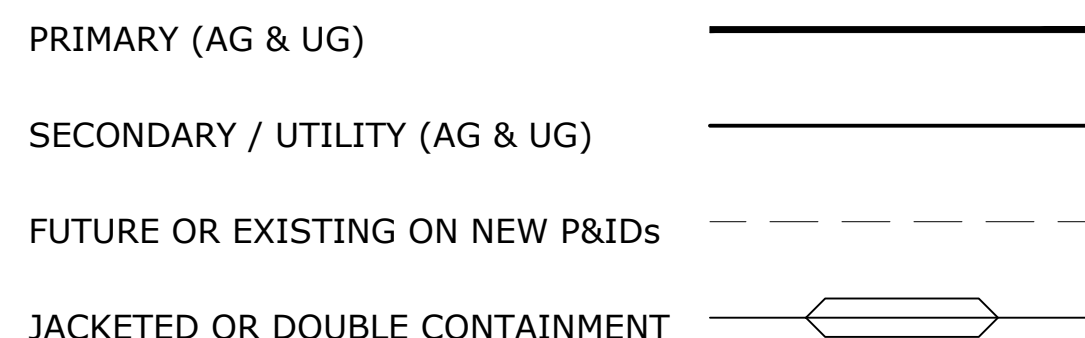 PRIMARY (AG & UG)
SECONDARY / UTILITY (AG & UG)
FUTURE OR EXISTING ON NEW P&IDs
JACKETED OR DOUBLE CONTAINMENT